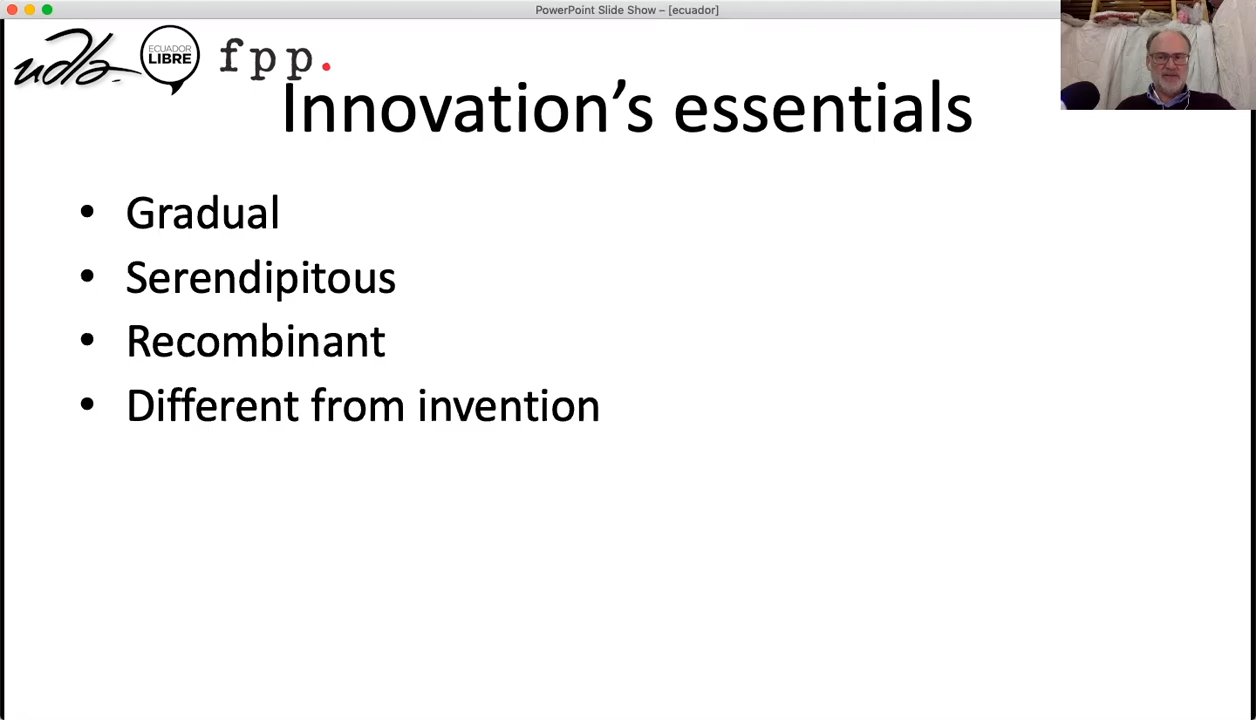 PowerPoint Slide Show – [ecuador]
udla.
ECUADOR
LIBRE
fpp.
Innovation’s essentials
• Gradual
• Serendipitous
• Recombinant
• Different from invention